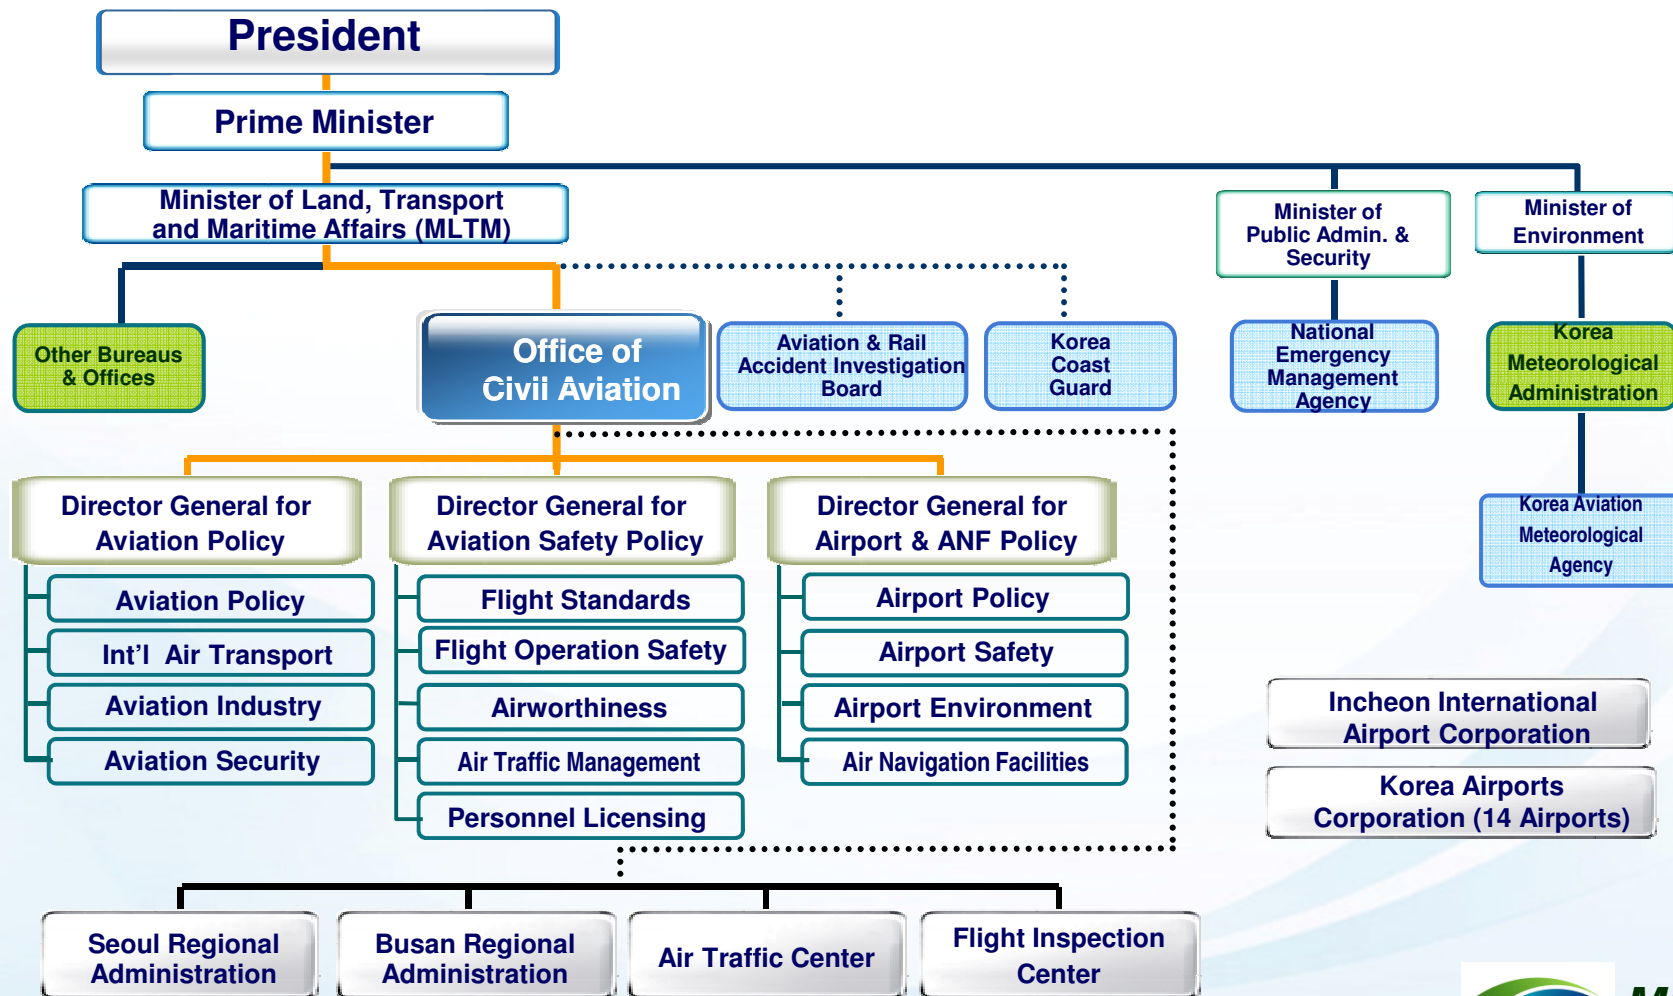 President
Prime Minister
Minister of Land, Transport
and Maritime Affairs (MLTM)
Minister of
Public Admin. &
Security
Minister of
Environment
Other Bureaus
& Offices
Office of
Civil Aviation
Aviation & Rail
Accident Investigation
Board
Korea
Coast
Guard
National
Emergency
Management
Agency
Korea
Meteorological
Administration
Korea Aviation
Meteorological
Agency
Director General for
Aviation Policy
Director General for
Aviation Safety Policy
Director General for
Airport & ANF Policy
Aviation Policy
Int'l Air Transport
Aviation Industry
Aviation Security
Flight Standards
Flight Operation Safety
Airworthiness
Air Traffic Management
Personnel Licensing
Airport Policy
Airport Safety
Airport Environment
Air Navigation Facilities
Incheon International
Airport Corporation
Korea Airports
Corporation (14 Airports)
Seoul Regional
Administration
Busan Regional
Administration
Air Traffic Center
Flight Inspection
Center